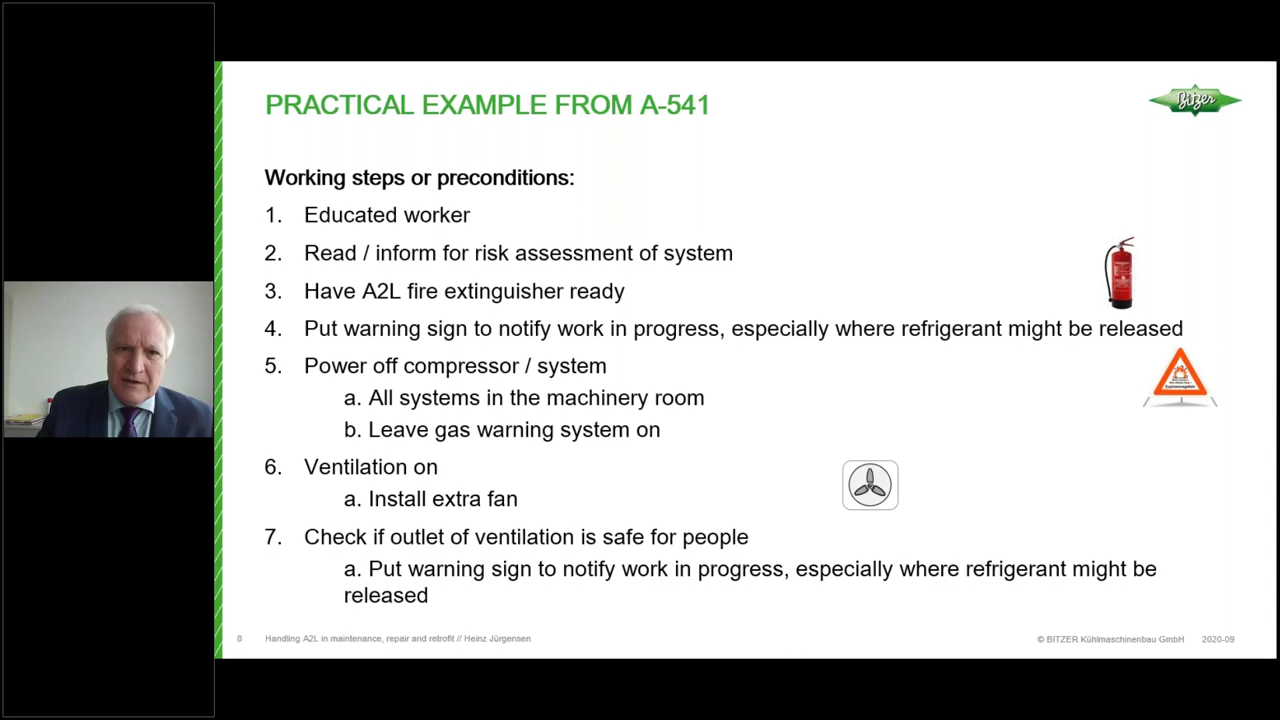 PRACTICAL EXAMPLE FROM A-541
Bitzer
Working steps or preconditions:
1. Educated worker
2. Read / inform for risk assessment of system
3. Have A2L fire extinguisher ready
4. Put warning sign to notify work in progress, especially where refrigerant might be released
5. Power off compressor / system
a. All systems in the machinery room
b. Leave gas warning system on
6. Ventilation on
a. Install extra fan
7. Check if outlet of ventilation is safe for people
a. Put warning sign to notify work in progress, especially where refrigerant might be
released
8 Handling A2L in maintenance, repair and retrofit // Heinz Jürgensen © BITZER Kühlmaschinenbau GmbH 2020-09